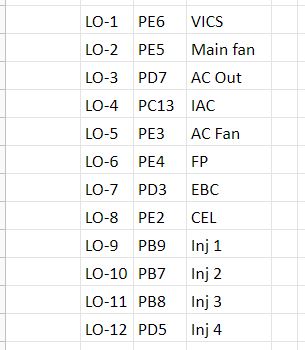 LO-1 PE6 VICS
LO-2 PE5 Main fan
LO-3 PD7 AC Out
LO-4 PC13 IAC
LO-5 PE3 AC Fan
LO-6 PE4 FP
LO-7 PD3 EBC
LO-8 PE2 CEL
LO-9 PB9 Inj 1
LO-10 PB7 Inj 2
LO-11 PB8 Inj 3
LO-12 PD5 Inj 4